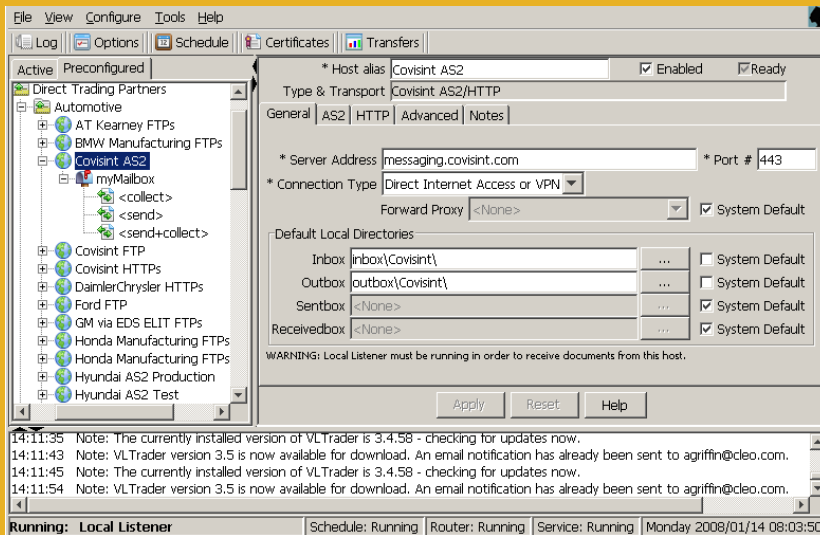 File View Configure Tools Help
Log Options Schedule Certificates Transfers
Active Preconfigured
Direct Trading Partners
Automotive
AT Kearney FTPs
BMW Manufacturing FTPs
Covisint AS2
myMailbox
<collect>
<send>
<send+collect>
Covisint FTP
Covisint HTTPs
DaimlerChrysler HTTPs
Ford FTP
GM via EDS ELIT FTPs
Honda Manufacturing FTPs
Honda Manufacturing FTPs
Hyundai AS2 Production
Hyundai AS2 Test
* Host alias Covisint AS2 Enabled Ready
Type & Transport Covisint AS2/HTTP
General AS2 HTTP Advanced Notes
* Server Address messaging.covisint.com * Port # 443
* Connection Type Direct Internet Access or VPN
Forward Proxy <None> System Default
Default Local Directories
Inbox inbox\Covisint\ ... System Default
Outbox outbox\Covisint\ ... System Default
Sentbox <None> ... System Default
Receivedbox <None> ... System Default
WARNING: Local Listener must be running in order to receive documents from this host.
Apply Reset Help
14:11:35 Note: The currently installed version of VLTrader is 3.4.58 - checking for updates now.
14:11:43 Note: VLTrader version 3.5 is now available for download. An email notification has already been sent to agriffin@cleo.com.
14:11:45 Note: The currently installed version of VLTrader is 3.4.58 - checking for updates now.
14:11:54 Note: VLTrader version 3.5 is now available for download. An email notification has already been sent to agriffin@cleo.com.
Running: Local Listener Schedule: Running Router: Running Service: Running Monday 2008/01/14 08:03:50